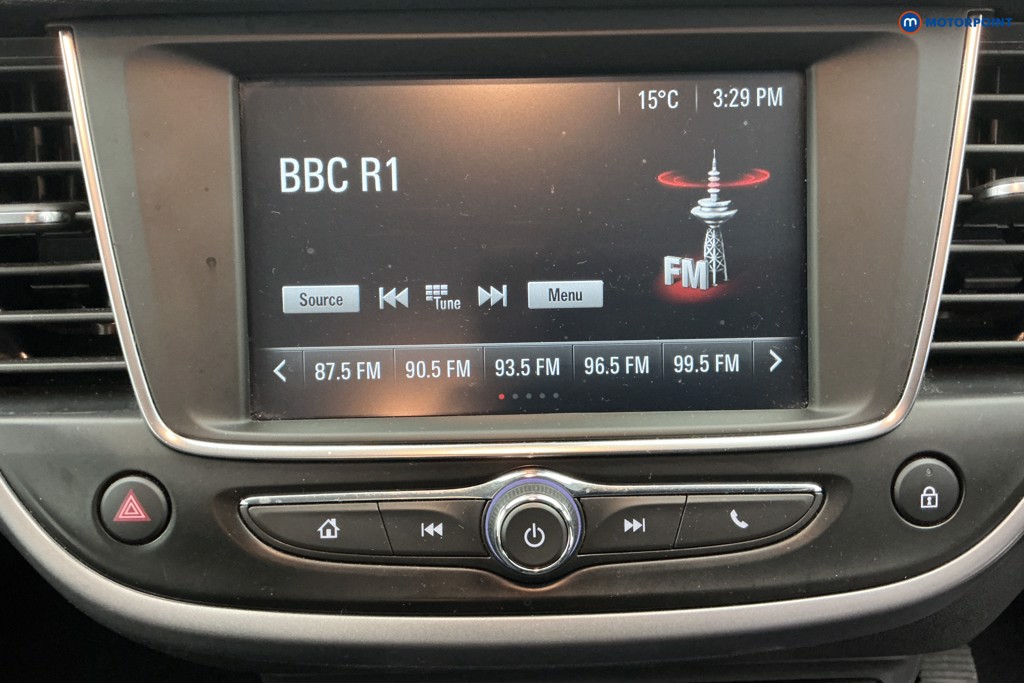 m MOTORPOINT
15°C 3:29 PM
BBC R1
FM
Source Tune Menu
87.5 FM 90.5 FM 93.5 FM 96.5 FM 99.5 FM